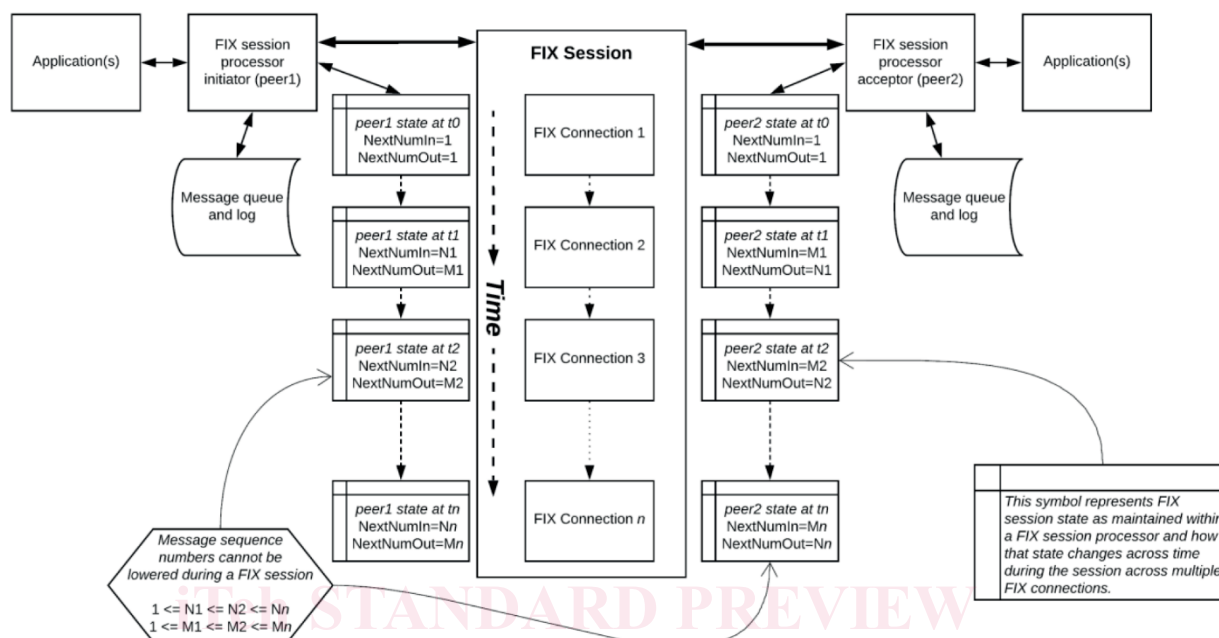 Application(s)
FIX session
processor
initiator (peer1)
FIX Session
FIX session
processor
acceptor (peer2)
Application(s)
Message queue
and log
peer1 state at t0
NextNumIn=1
NextNumOut=1
FIX Connection 1
peer2 state at t0
NextNumIn=1
NextNumOut=1
Message queue
and log
peer1 state at t1
NextNumIn=N1
NextNumOut=M1
FIX Connection 2
peer2 state at t1
NextNumIn=M1
NextNumOut=N1
Time
peer1 state at t2
NextNumIn=N2
NextNumOut=M2
FIX Connection 3
peer2 state at t2
NextNumIn=M2
NextNumOut=N2
peer1 state at tn
NextNumIn=Nn
NextNumOut=Mn
FIX Connection n
peer2 state at tn
NextNumIn=Mn
NextNumOut=Nn
Message sequence
numbers cannot be
lowered during a FIX session
1 <= N1 <= N2 <= Nn
1 <= M1 <= M2 <= Mn
This symbol represents FIX
session state as maintained within
a FIX session processor and how
that state changes across time
during the session across multiple
FIX connections.
iTeh STANDARD PREVIEW